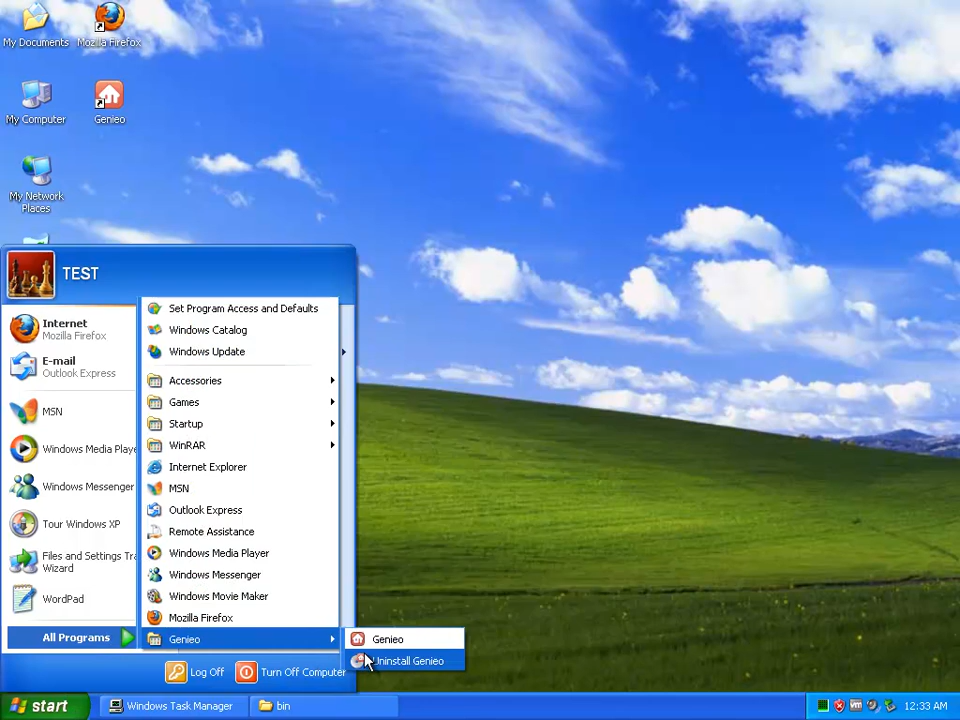 My Documents
Mozilla Firefox
My Computer
Genieo
My Network
Places
TEST
Internet
Mozilla Firefox
E-mail
Outlook Express
MSN
Windows Media Playe
Windows Messenger
Tour Windows XP
Files and Settings Tra
Wizard
WordPad
All Programs
Set Program Access and Defaults
Windows Catalog
Windows Update
Accessories
Games
Startup
WinRAR
Internet Explorer
MSN
Outlook Express
Remote Assistance
Windows Media Player
Windows Messenger
Windows Movie Maker
Mozilla Firefox
Genieo
Genieo
Uninstall Genieo
Log Off
Turn Off Computer
start
Windows Task Manager
bin
12:33 AM